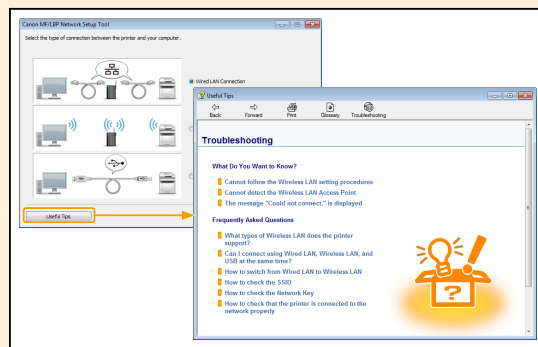 Canon MF/LBP Network Setup Tool
Select the type of connection between the printer and your computer.
Wired LAN Connection
Useful Tips
Useful Tips
Back
Forward
Print
Glossary
Troubleshooting
Troubleshooting
What Do You Want to Know?
Cannot follow the Wireless LAN setting procedures
Cannot detect the Wireless LAN Access Point
The message "Could not connect." is displayed
Frequently Asked Questions
What types of Wireless LAN does the printer
support?
Can I connect using Wired LAN, Wireless LAN, and
USB at the same time?
How to switch from Wired LAN to Wireless LAN
How to check the SSID
How to check the Network Key
How to check that the printer is connected to the
network properly
?